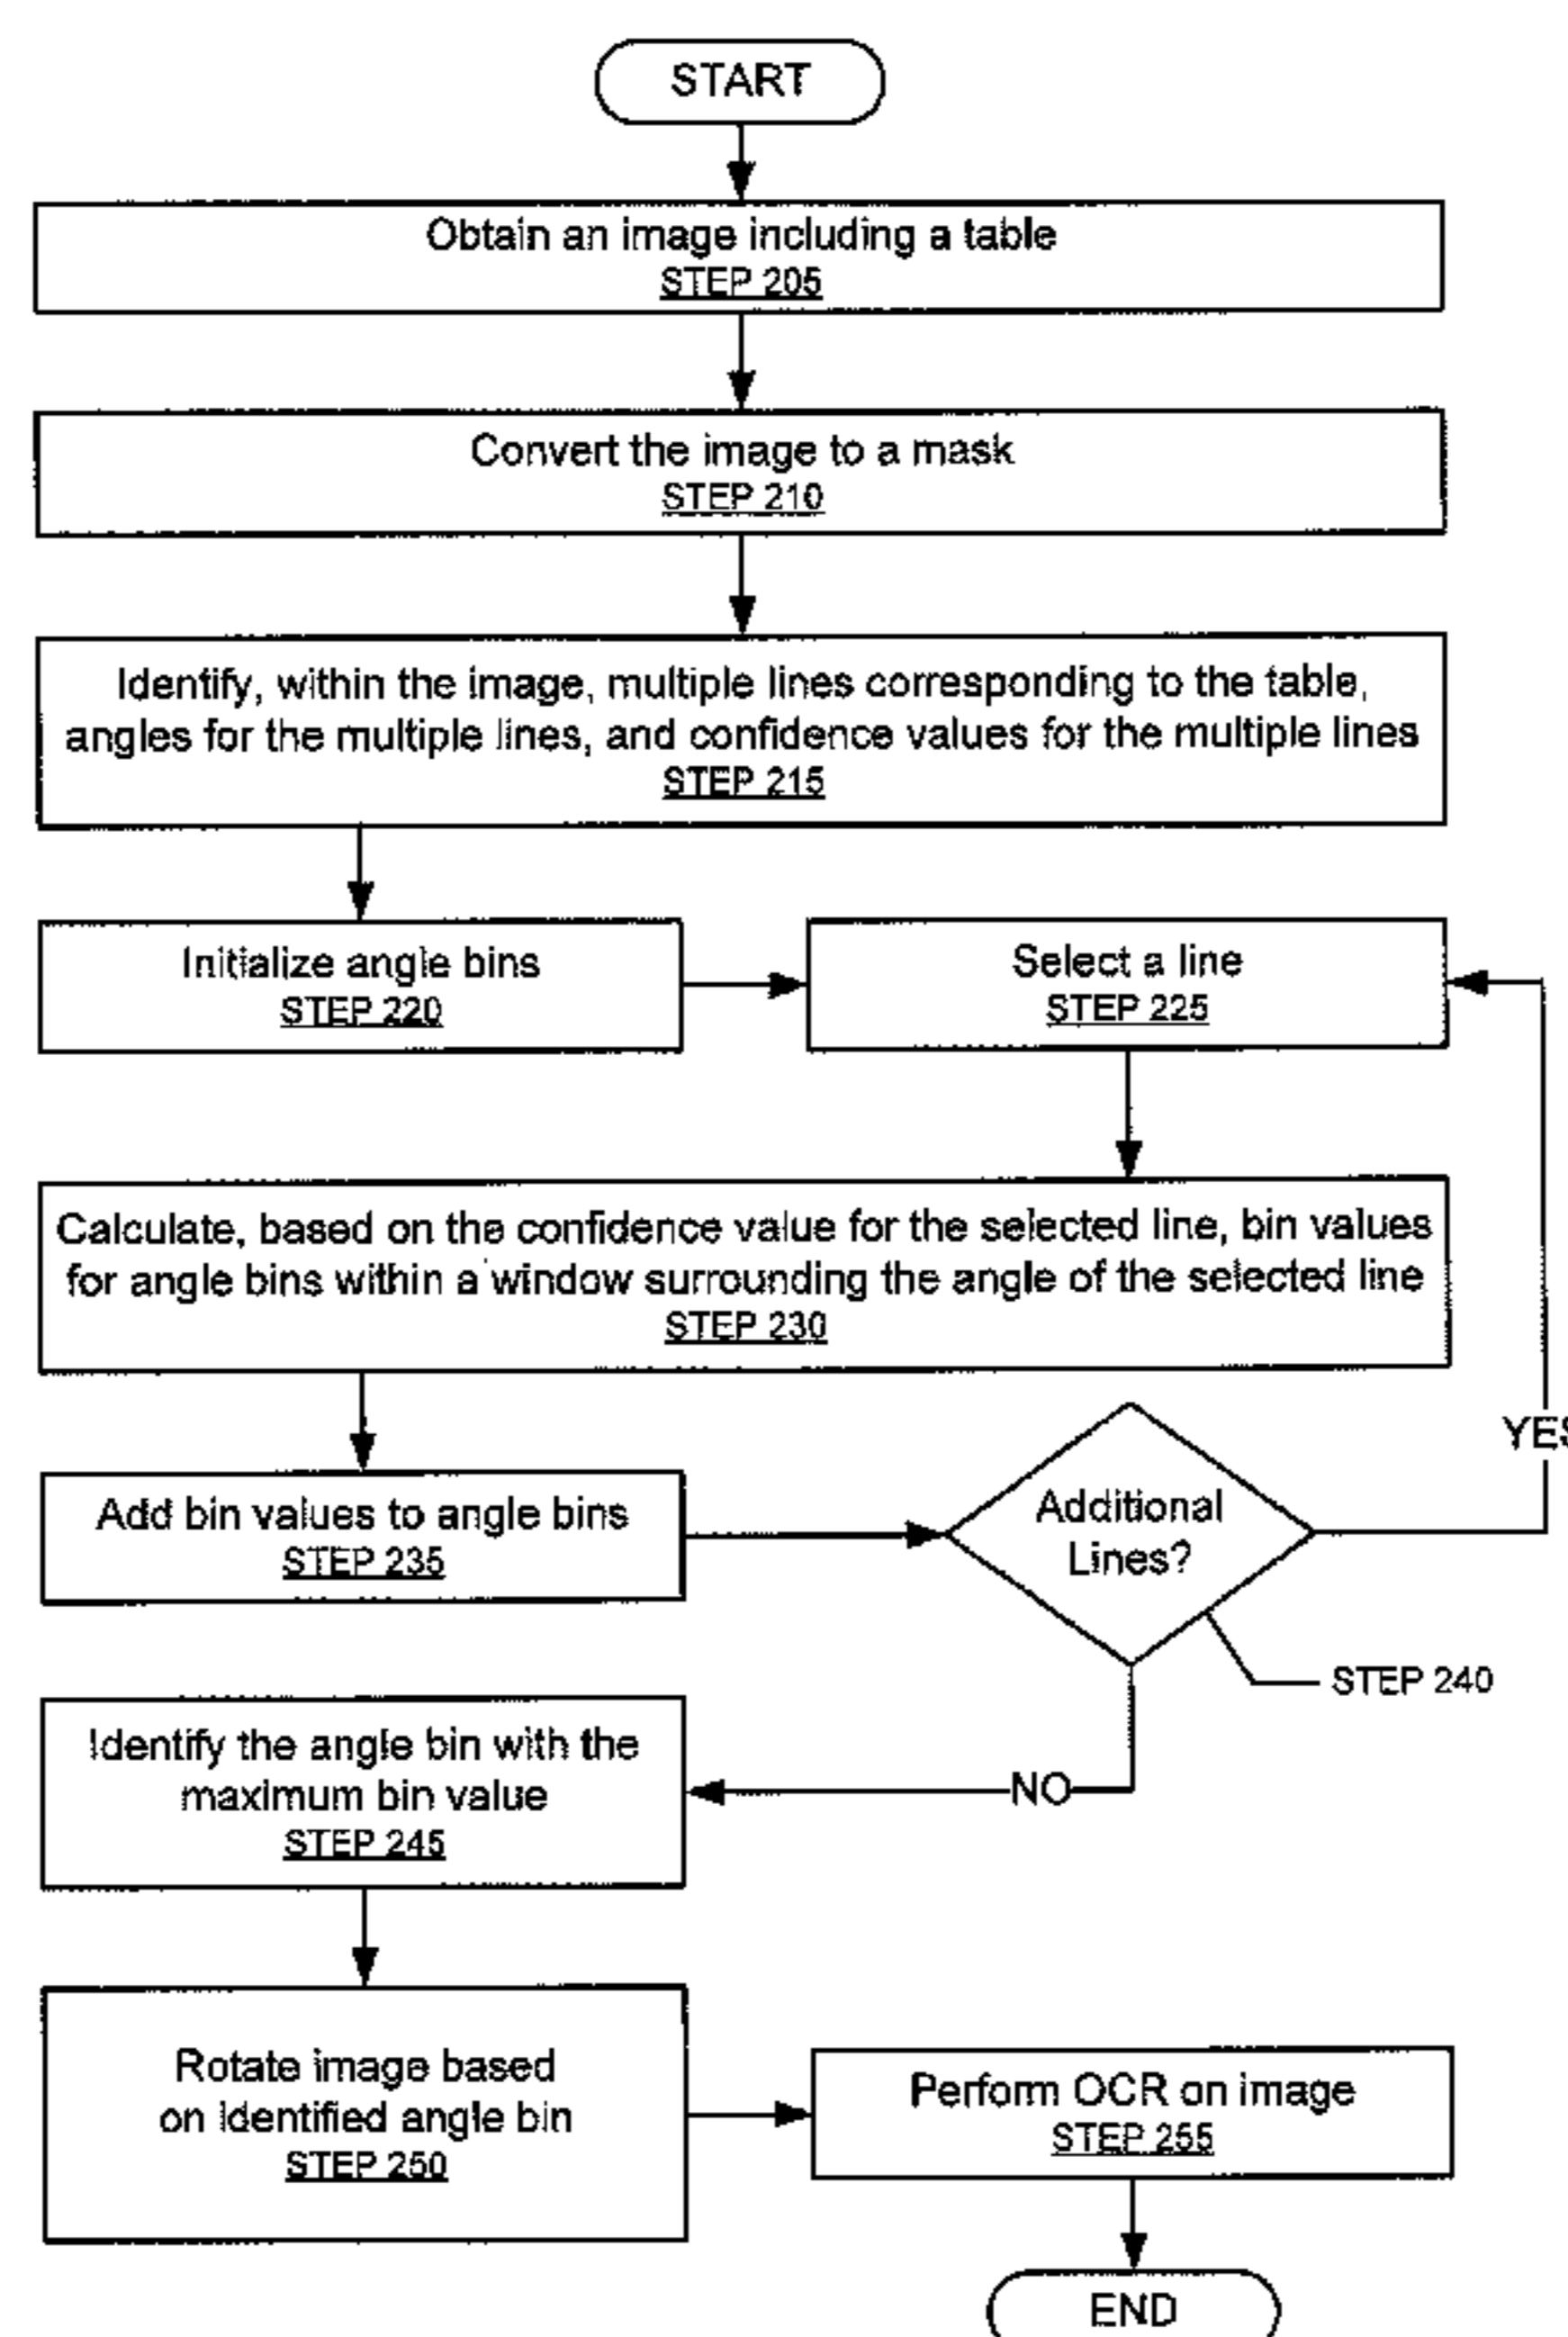 START
Obtain an image including a table
STEP 205
Convert the image to a mask
STEP 210
Identify, within the image, multiple lines corresponding to the table,
angles for the multiple lines, and confidence values for the multiple lines
STEP 215
Initialize angle bins
STEP 220
Select a line
STEP 225
Calculate, based on the confidence value for the selected line, bin values
for angle bins within a window surrounding the angle of the selected line
STEP 230
YES
Add bin values to angle bins
STEP 235
Additional
Lines?
STEP 240
Identify the angle bin with the
maximum bin value
STEP 245
NO
Rotate image based
on identified angle bin
STEP 250
Perform OCR on image
STEP 255
END